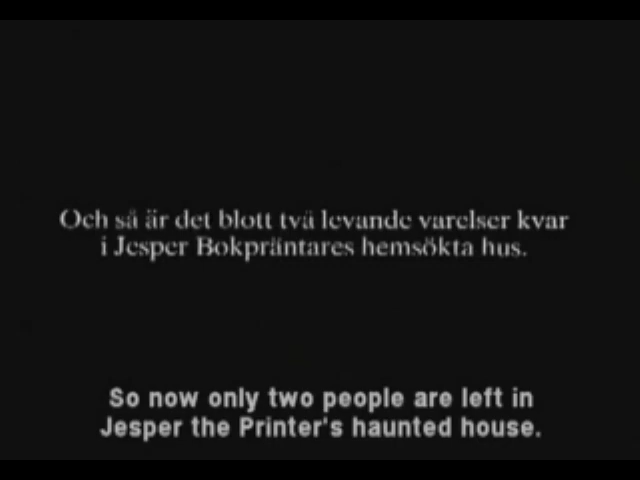 Och så är det blott två levande varelser kvar
i Jesper Bokpräntares hemsökta hus.
So now only two people are left in
Jesper the Printer's haunted house.